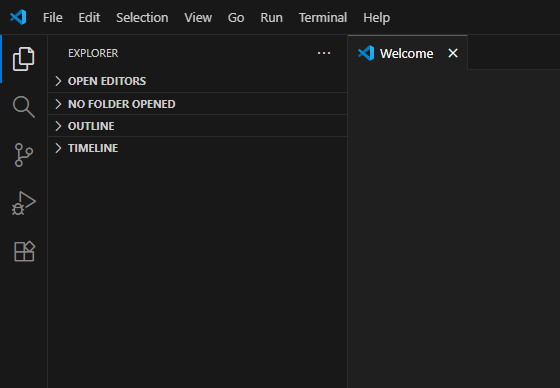 File Edit Selection View Go Run Terminal Help
EXPLORER ...
Welcome
OPEN EDITORS
NO FOLDER OPENED
OUTLINE
TIMELINE